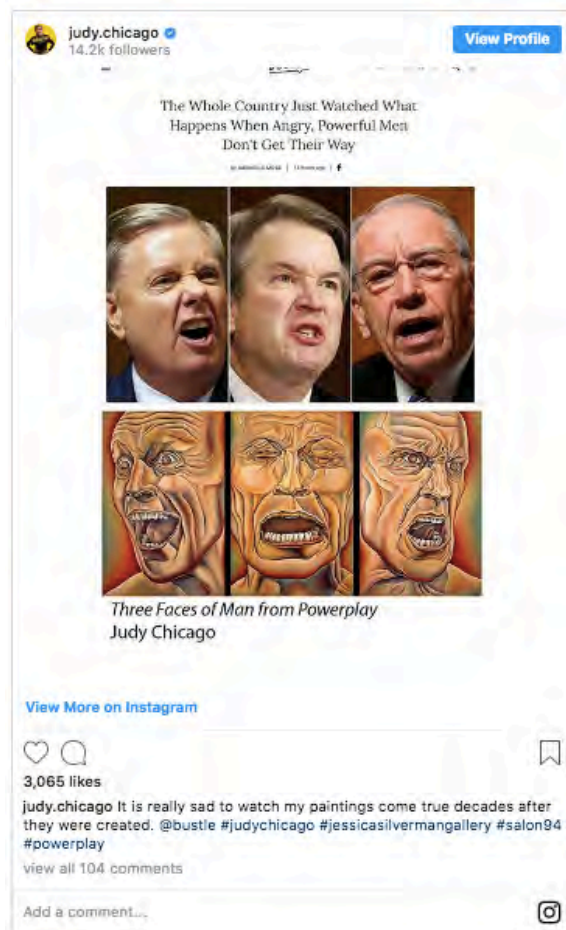 judy.chicago
14.2k followers
View Profile
The Whole Country Just Watched What
Happens When Angry, Powerful Men
Don't Get Their Way
Three Faces of Man from Powerplay
Judy Chicago
View More on Instagram
3,065 likes
judy.chicago It is really sad to watch my paintings come true decades after
they were created. @bustle #judychicago #jessicasilvermangallery #salon94
#powerplay
view all 104 comments
Add a comment...